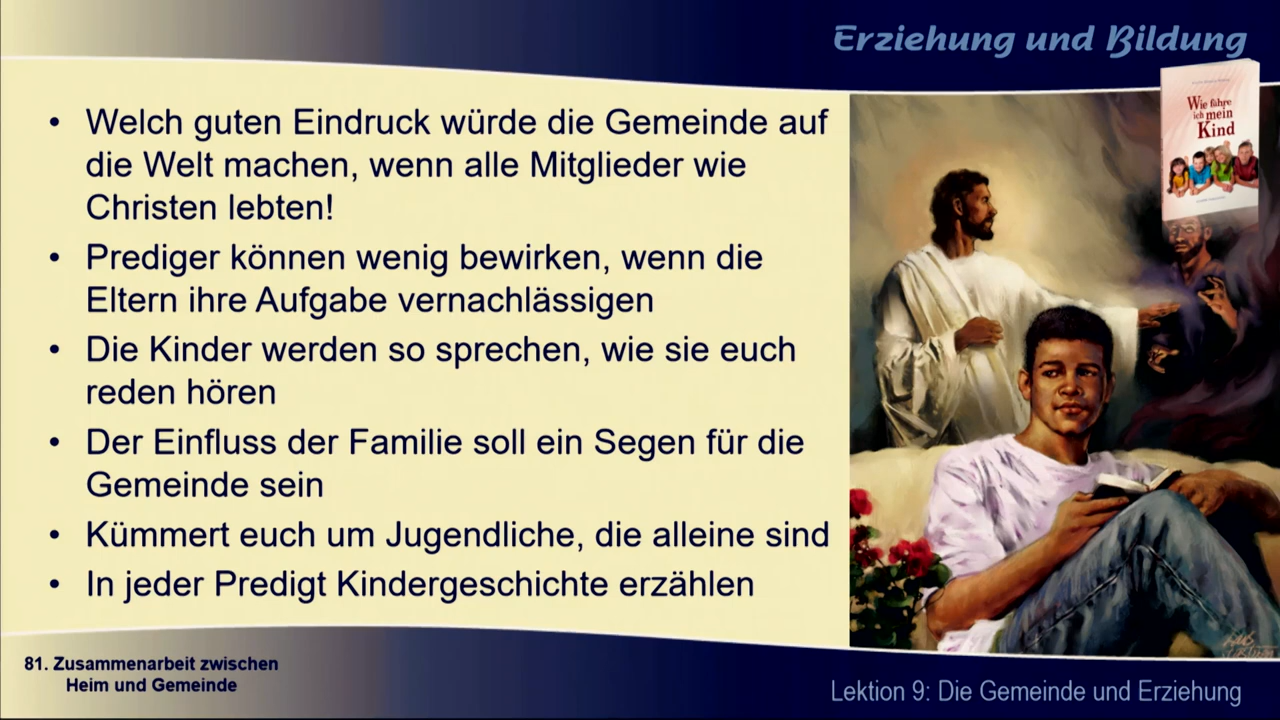 Erziehung und Bildung
Wie führe
ich mein
Kind
• Welch guten Eindruck würde die Gemeinde auf
die Welt machen, wenn alle Mitglieder wie
Christen lebten!
• Prediger können wenig bewirken, wenn die
Eltern ihre Aufgabe vernachlässigen
• Die Kinder werden so sprechen, wie sie euch
reden hören
• Der Einfluss der Familie soll ein Segen für die
Gemeinde sein
• Kümmert euch um Jugendliche, die alleine sind
• In jeder Predigt Kindergeschichte erzählen
81. Zusammenarbeit zwischen
Heim und Gemeinde
Lektion 9: Die Gemeinde und Erziehung